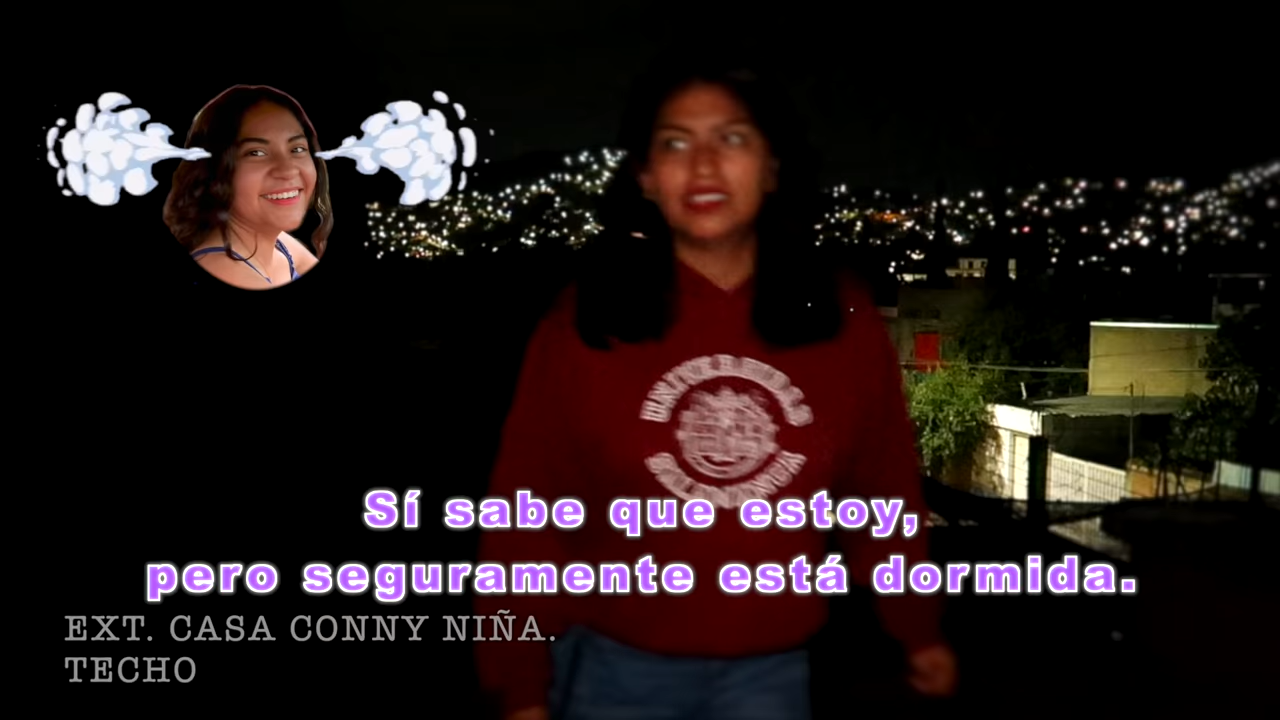 Sí sabe que estoy,
pero seguramente está dormida.
EXT. CASA CONNY NIÑA.
TECHO